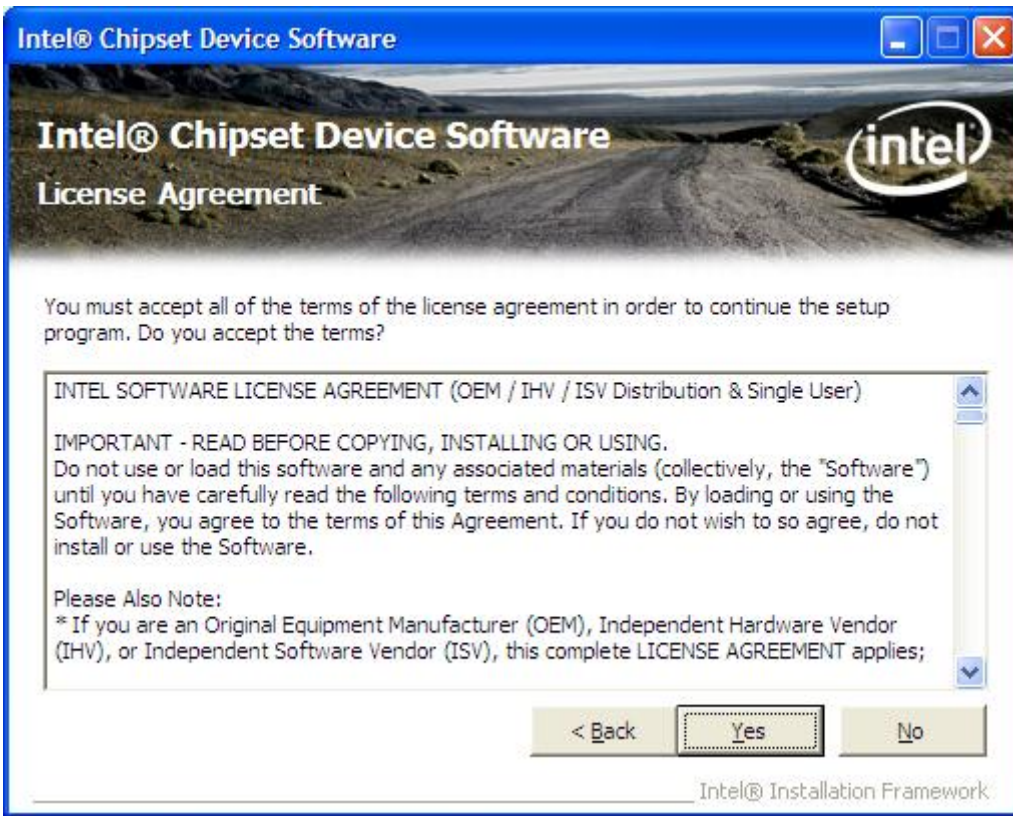 Intel® Chipset Device Software
Intel® Chipset Device Software
intel
License Agreement
You must accept all of the terms of the license agreement in order to continue the setup
program. Do you accept the terms?
INTEL SOFTWARE LICENSE AGREEMENT (OEM / IHV / ISV Distribution & Single User)
IMPORTANT - READ BEFORE COPYING, INSTALLING OR USING.
Do not use or load this software and any associated materials (collectively, the "Software")
until you have carefully read the following terms and conditions. By loading or using the
Software, you agree to the terms of this Agreement. If you do not wish to so agree, do not
install or use the Software.
Please Also Note:
* If you are an Original Equipment Manufacturer (OEM), Independent Hardware Vendor
(IHV), or Independent Software Vendor (ISV), this complete LICENSE AGREEMENT applies;
< Back Yes No
Intel® Installation Framework